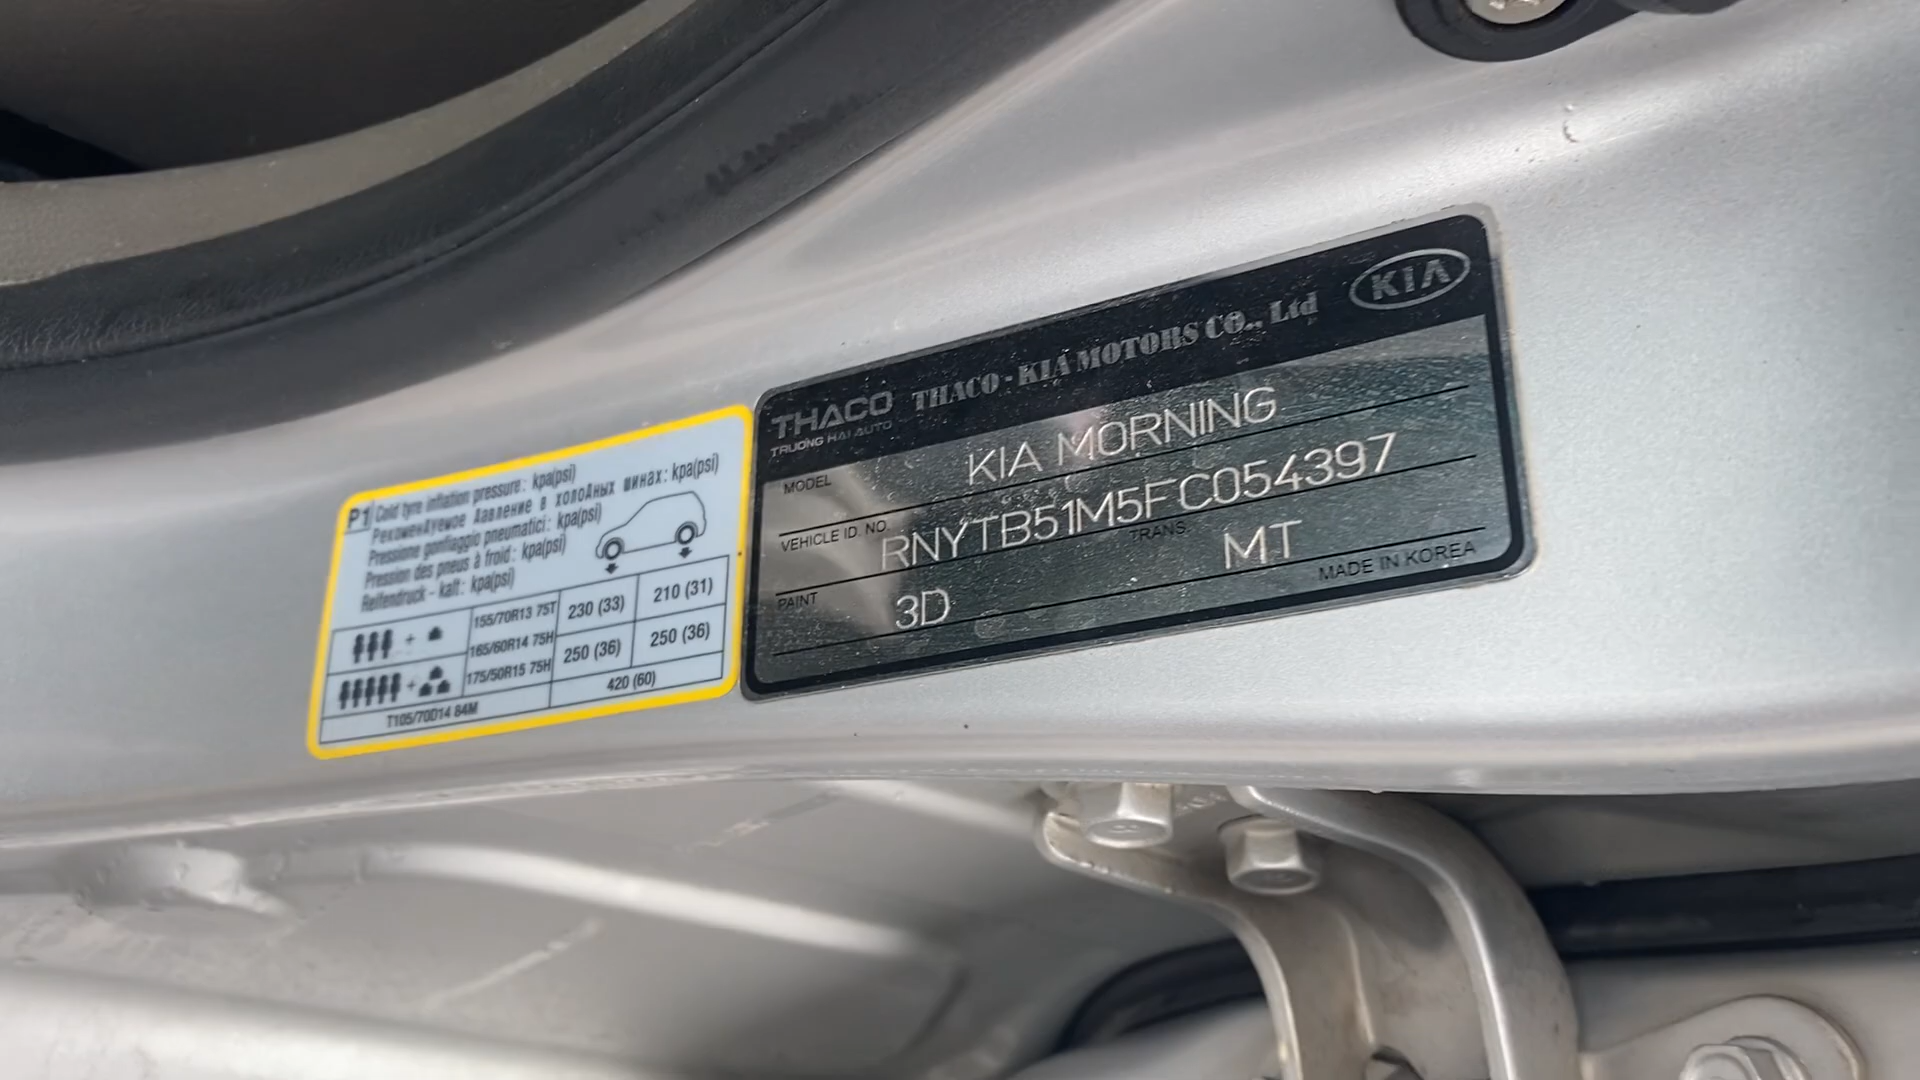 P1 Cold tyre inflation pressure: kpa(psi)
Рекомендуемое давление в холодных шинах: kpa(psi)
Pressione gonfiaggio pneumatici: kpa(psi)
Pression des pneus à froid: kpa(psi)
Reifendruck - kalt: kpa(psi)
155/70R13 75T 230 (33) 210 (31)
165/60R14 75H
175/50R15 75H 250 (36) 250 (36)
T105/70D14 84M 420 (60)
THACO THACO - KIA MOTORS CO., Ltd KIA
TRUONG HAI AUTO
MODEL KIA MORNING
VEHICLE ID. NO. RNYTB51M5FC054397
PAINT 3D TRANS. MT
MADE IN KOREA